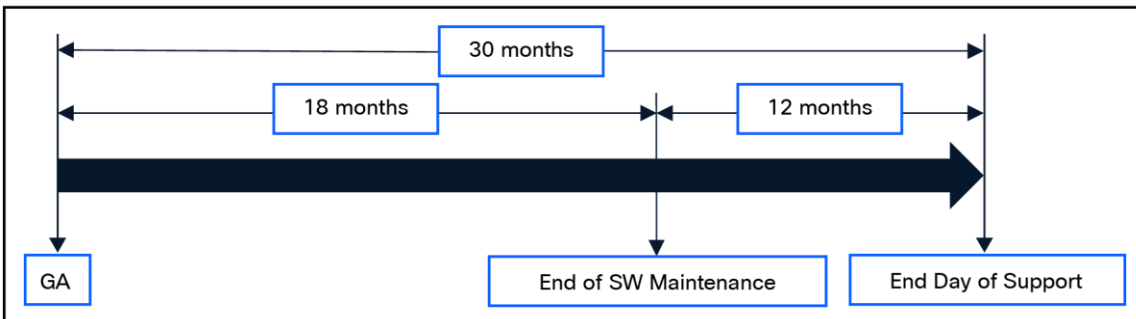 30 months
18 months
12 months
GA
End of SW Maintenance
End Day of Support